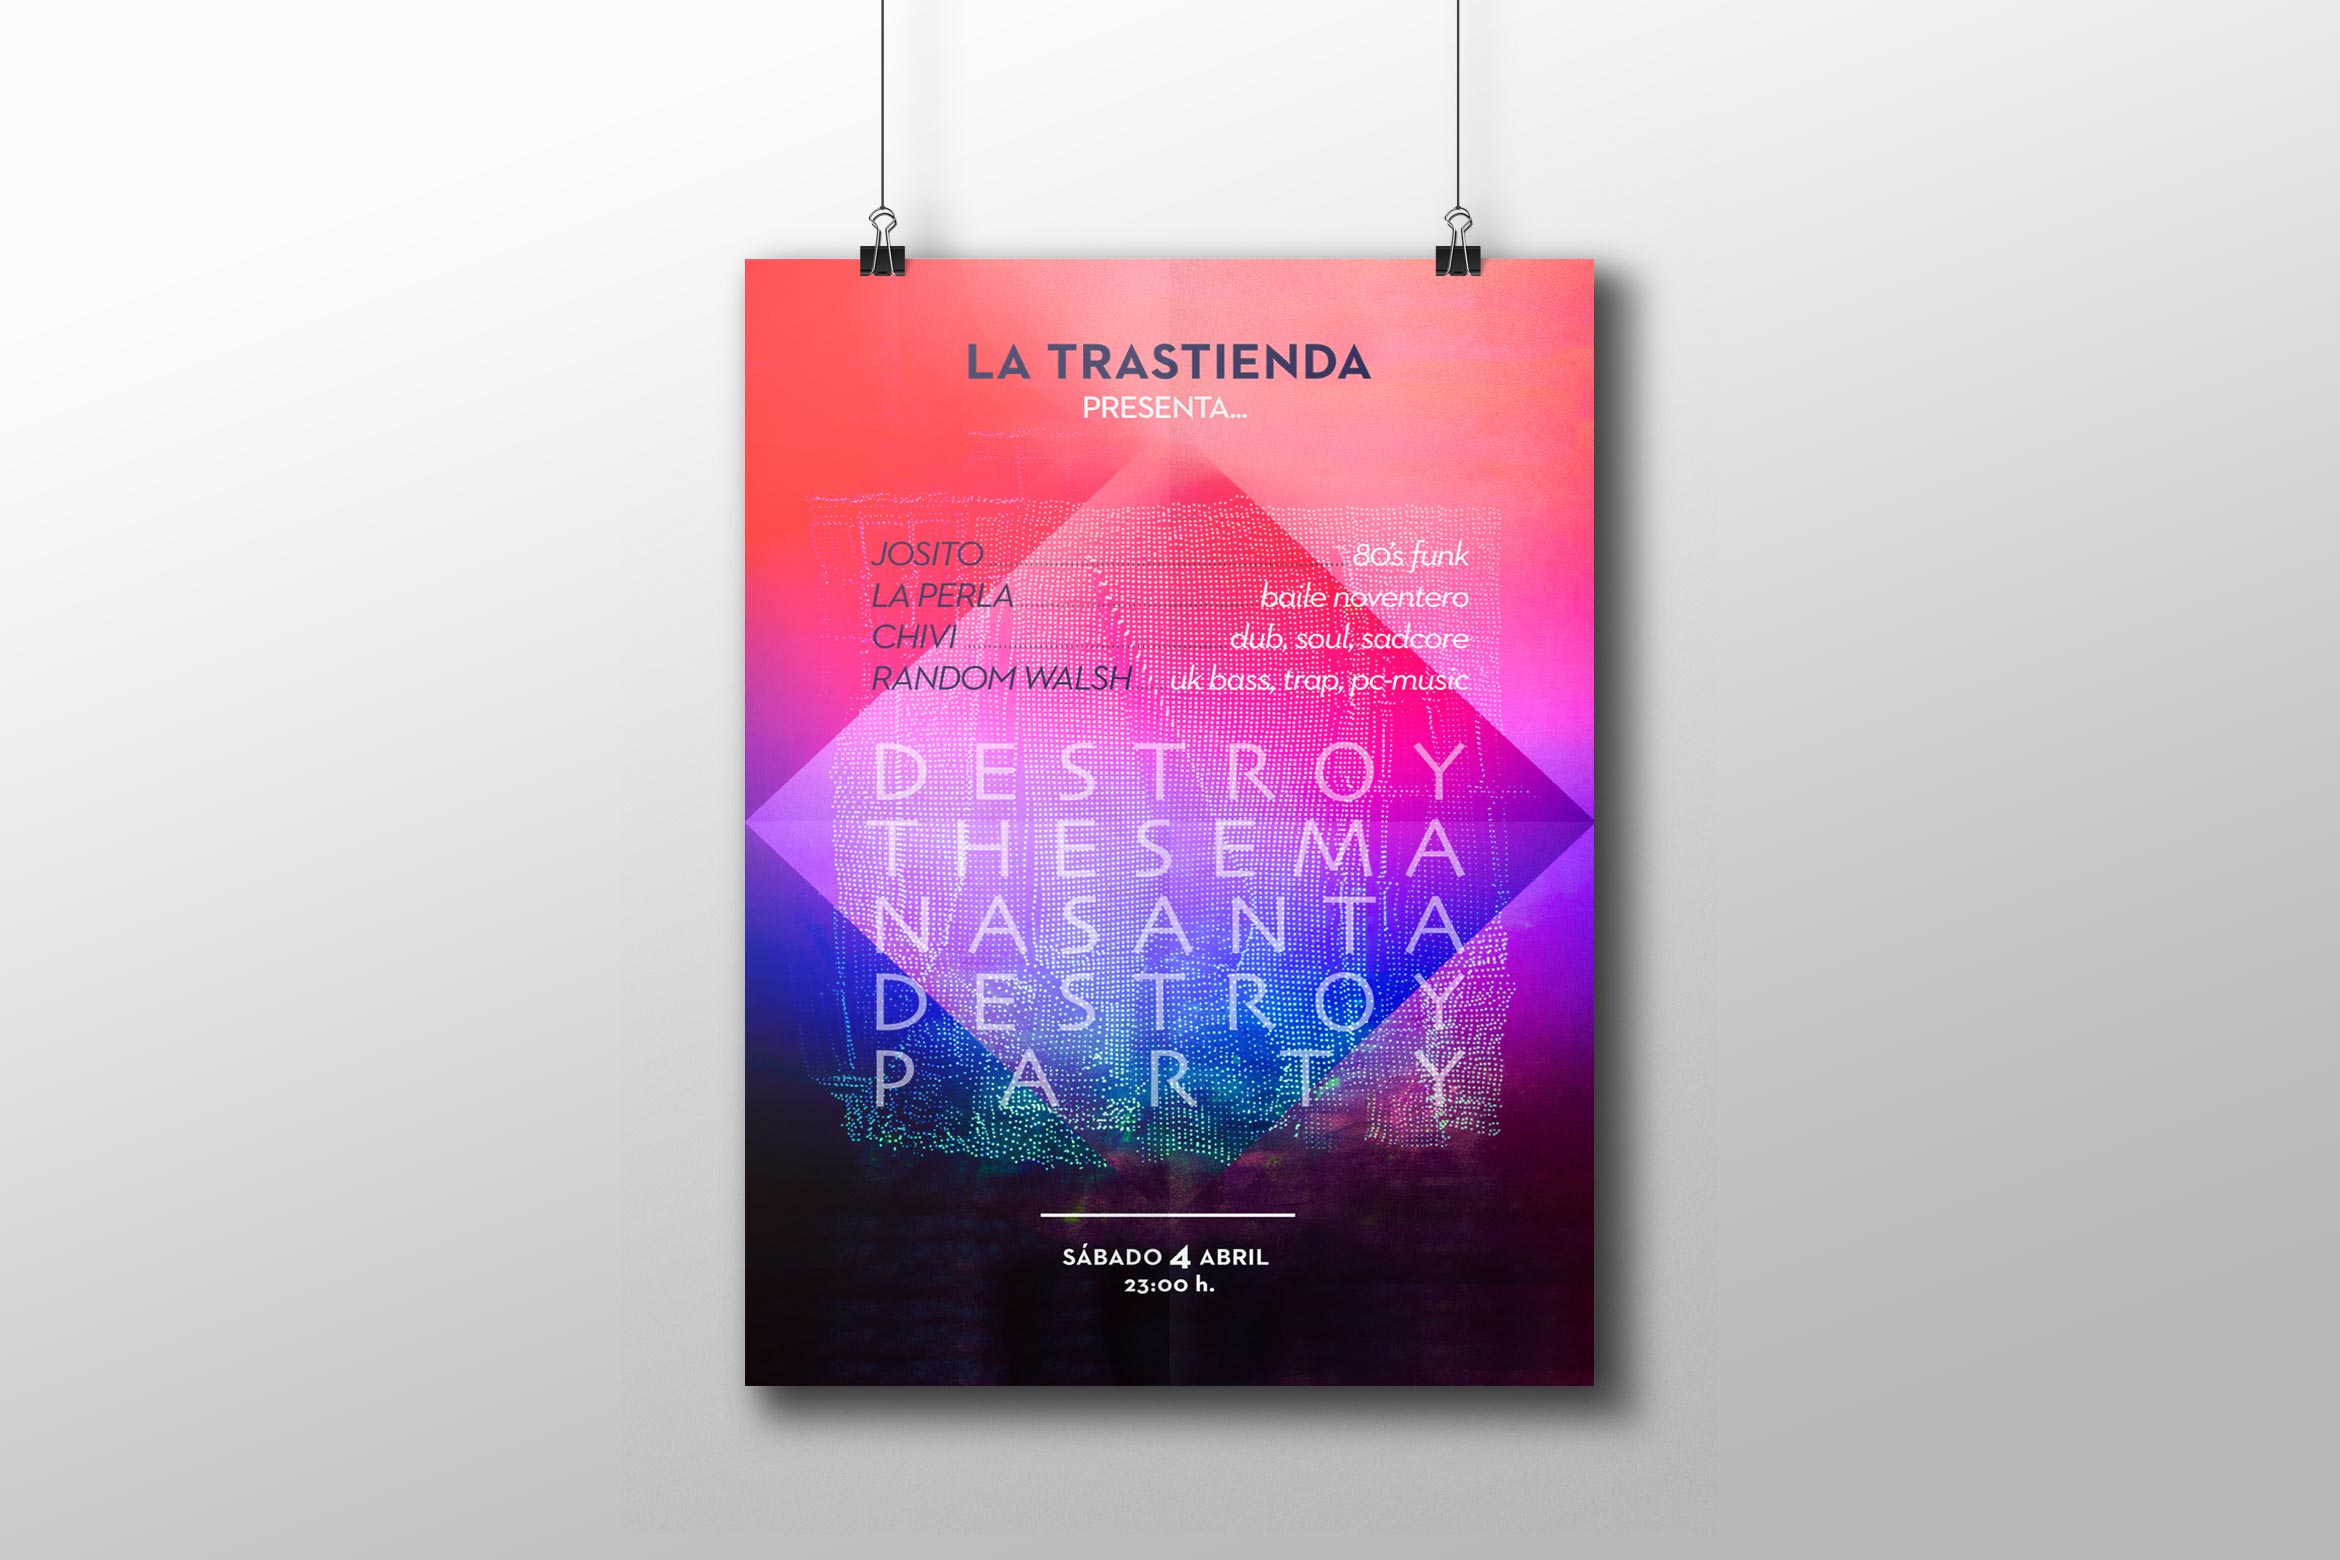 LA TRASTIENDA
PRESENTA...
JOSITO 80's funk
LA PERLA baile noventero
CHIVI dub, soul, sadcore
RANDOM WALSH uk bass, trap, pc-music
DESTROY
THESEMA
NASANTA
DESTROY
PARTY
SÁBADO 4 ABRIL
23:00 h.